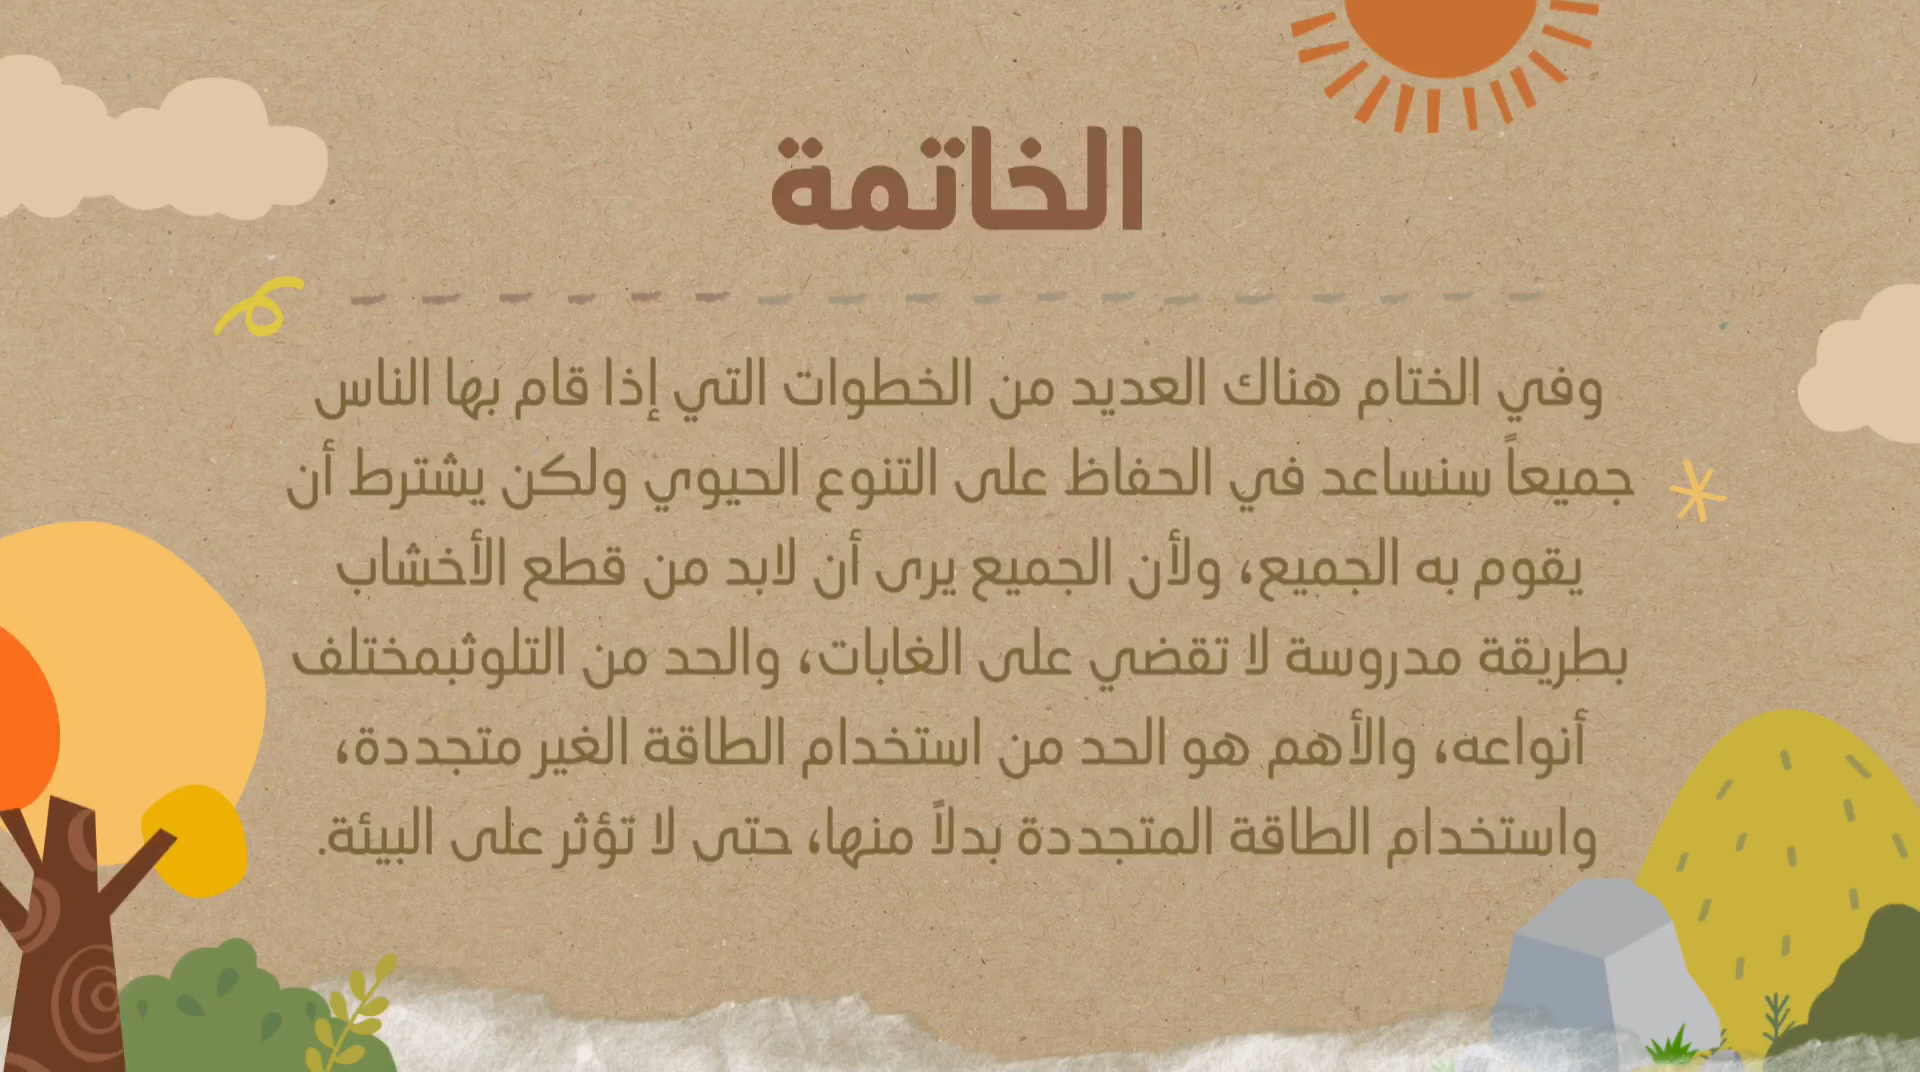 الخاتمة
وفي الختام هناك العديد من الخطوات التي إذا قام بها الناس
جميعاً سنساعد في الحفاظ على التنوع الحيوي ولكن يشترط أن
يقوم به الجميع، ولأن الجميع يرى أن لابد من قطع الأخشاب
بطريقة مدروسة لا تقضي على الغابات، والحد من التلوثبمختلف
أنواعه، والأهم هو الحد من استخدام الطاقة الغير متجددة،
واستخدام الطاقة المتجددة بدلاً منها، حتى لا تؤثر على البيئة.